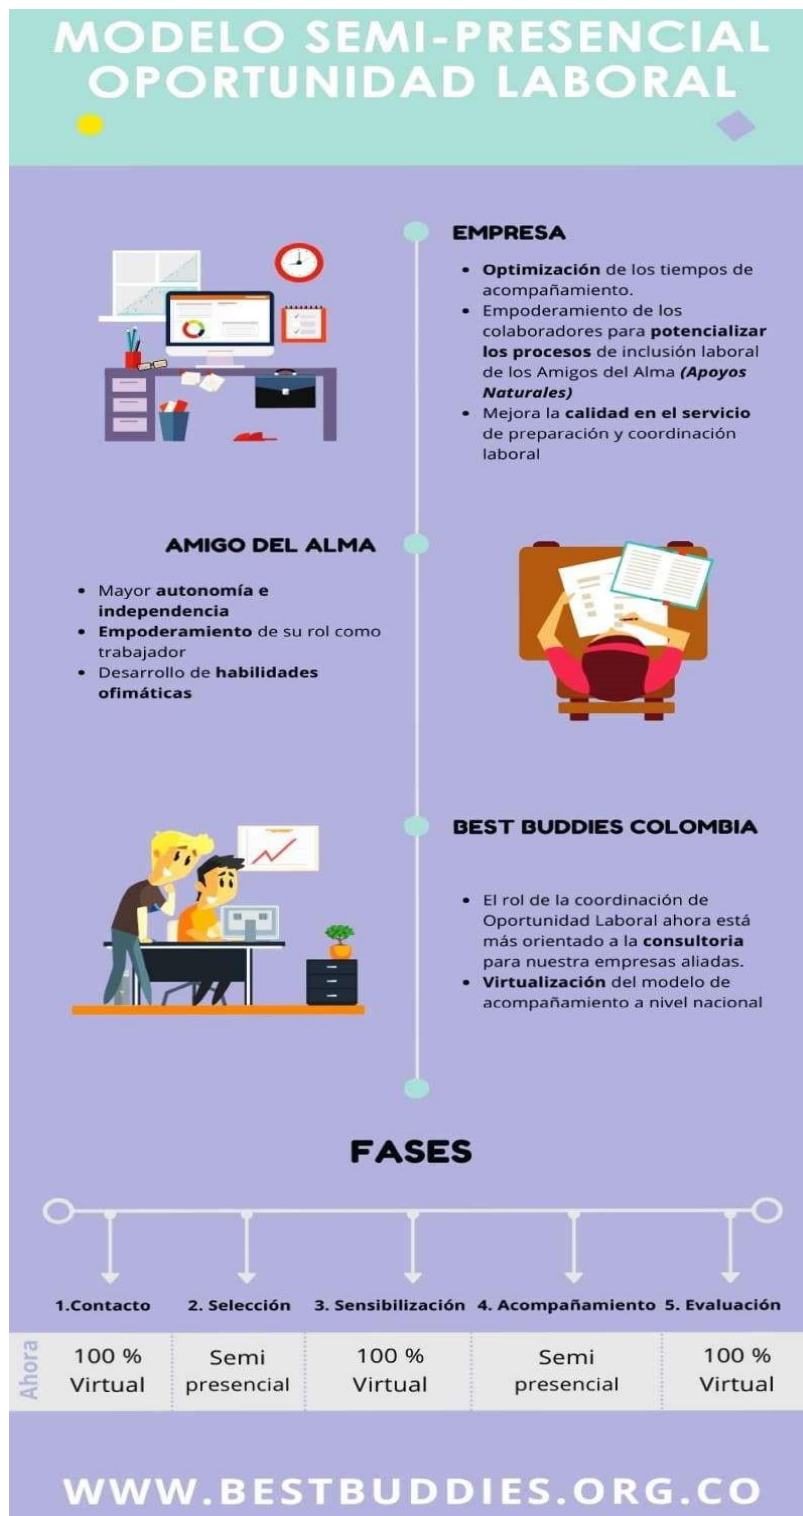 MODELO SEMI-PRESENCIAL
OPORTUNIDAD LABORAL
EMPRESA
• Optimización de los tiempos de
acompañamiento.
• Empoderamiento de los
colaboradores para potencializar
los procesos de inclusión laboral
de los Amigos del Alma (Apoyos
Naturales)
• Mejora la calidad en el servicio
de preparación y coordinación
laboral
AMIGO DEL ALMA
• Mayor autonomía e
independencia
• Empoderamiento de su rol como
trabajador
• Desarrollo de habilidades
ofimáticas
BEST BUDDIES COLOMBIA
• El rol de la coordinación de
Oportunidad Laboral ahora está
más orientado a la consultoria
para nuestra empresas aliadas.
• Virtualización del modelo de
acompañamiento a nivel nacional
FASES
1.Contacto 2. Selección 3. Sensibilización 4. Acompañamiento 5. Evaluación
Ahora
100 % Semi 100 % Semi 100 %
Virtual presencial Virtual presencial Virtual
WWW.BESTBUDDIES.ORG.CO